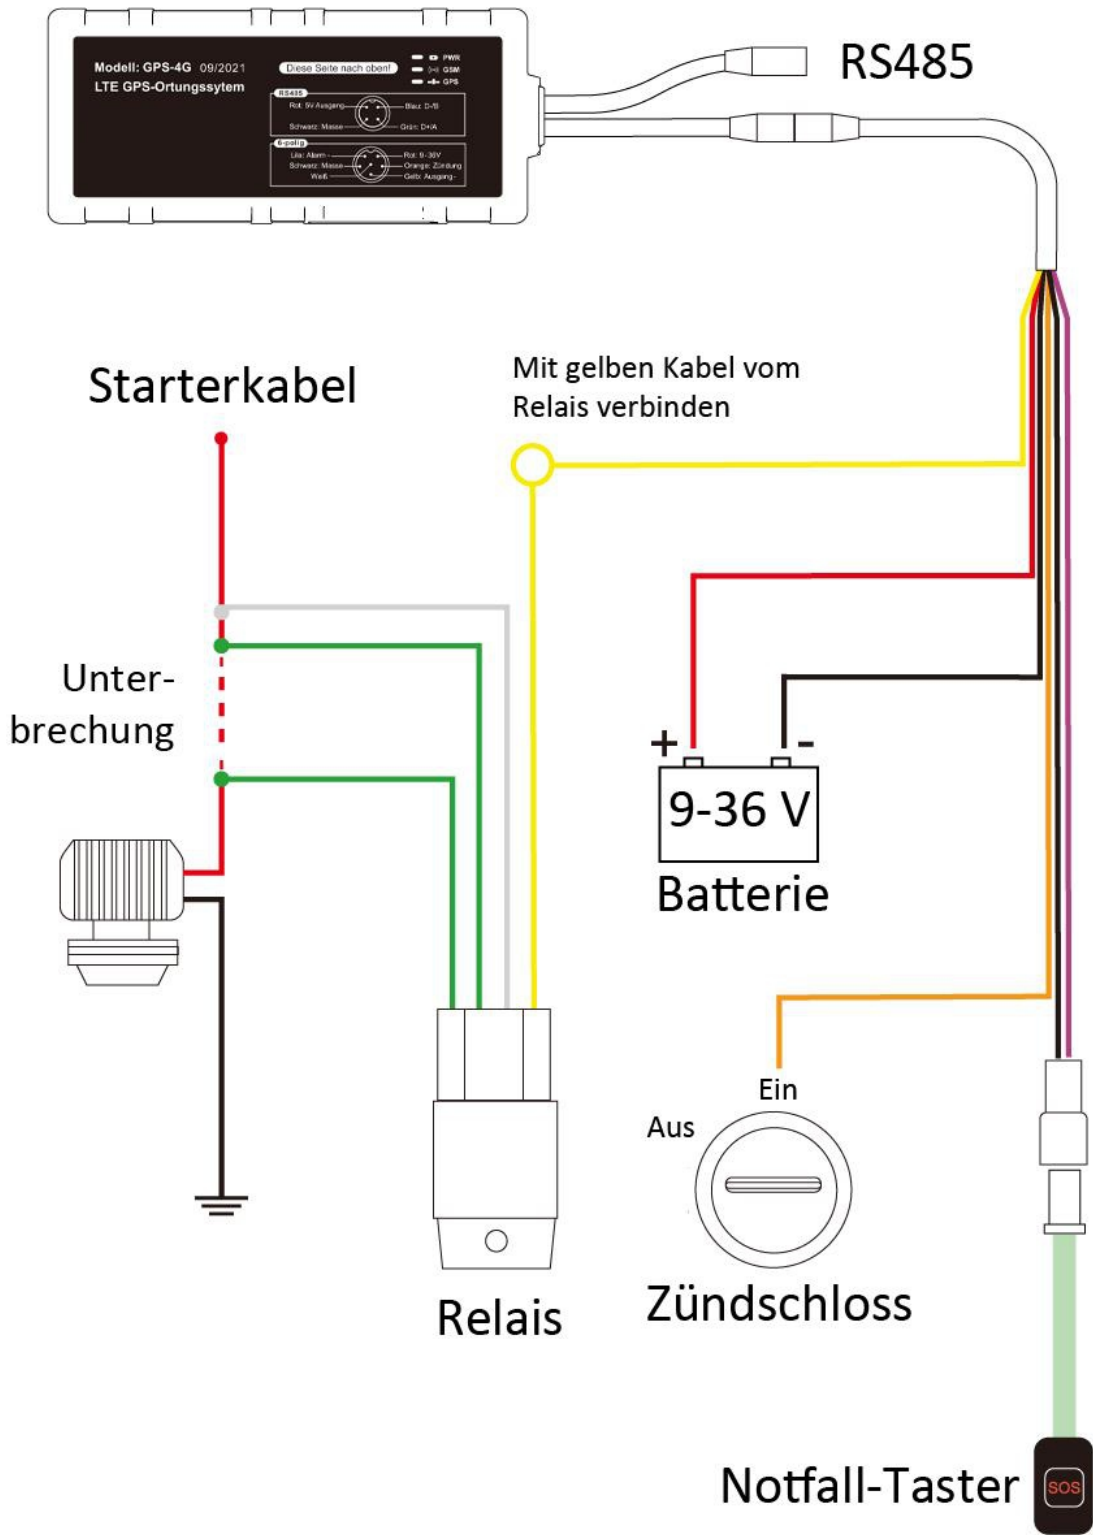 Modell: GPS-4G 09/2021
LTE GPS-Ortungssytem
Diese Seite nach oben!
PWR
GSM
GPS
RS485
Rot: 5V Ausgang
Blau: D-/B
Schwarz: Masse
Grün: D+/A
6-polig
Lila: Alarm -
Rot: 9-36V
Schwarz: Masse
Orange: Zündung
Weiß
Gelb: Ausgang -
RS485
Starterkabel
Mit gelben Kabel vom
Relais verbinden
Unter-
brechung
+ -
9-36 V
Batterie
Ein
Aus
Relais
Zündschloss
Notfall-Taster
SOS